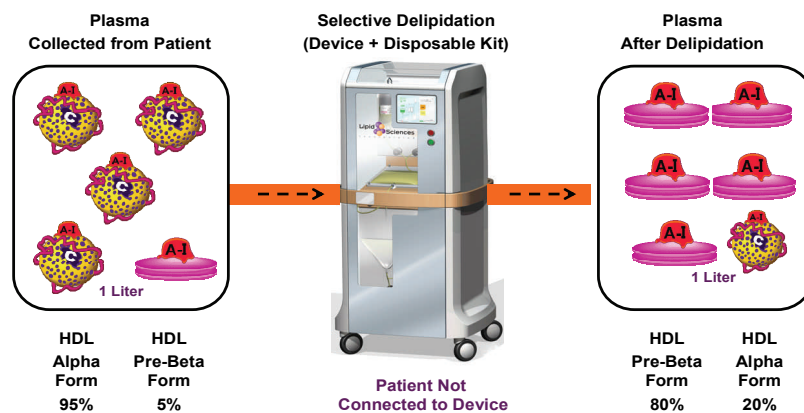 Plasma
Collected from Patient
Selective Delipidation
(Device + Disposable Kit)
Plasma
After Delipidation
A-I
C
A-I
C
A-I
C
A-I
C
A-I
1 Liter
Lipid Sciences
A-I
A-I
A-I
A-I
A-I
A-I
C
1 Liter
HDL
Alpha
Form
95%
HDL
Pre-Beta
Form
5%
Patient Not
Connected to Device
HDL
Pre-Beta
Form
80%
HDL
Alpha
Form
20%